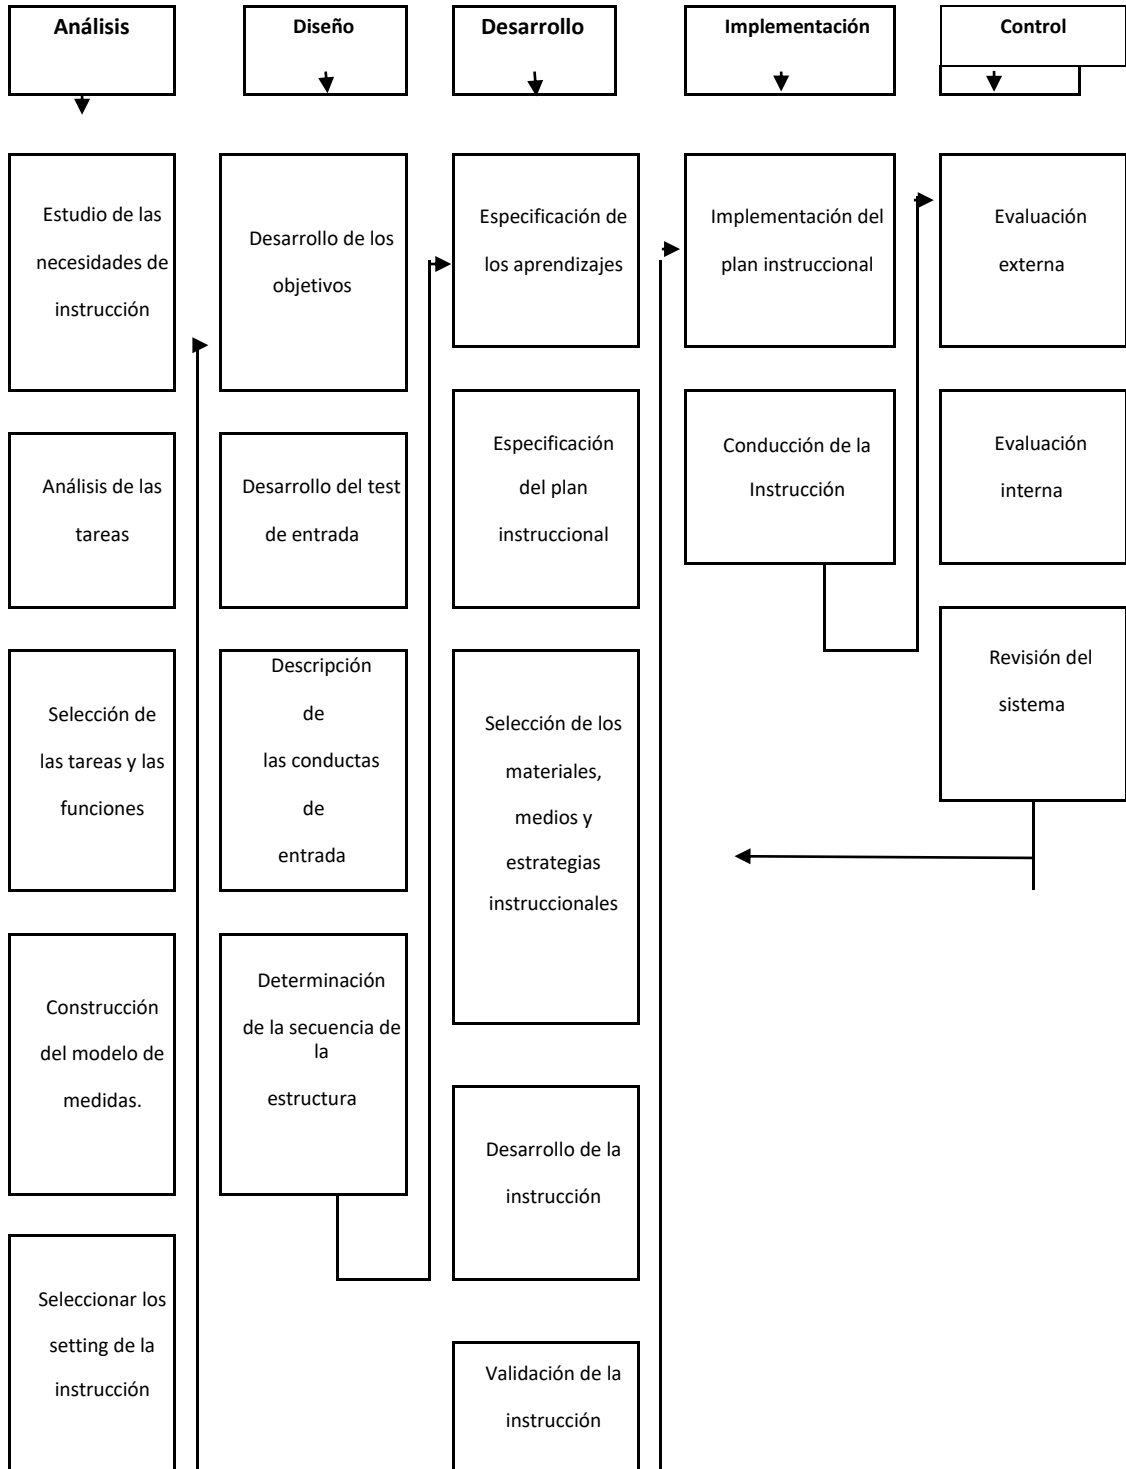 Análisis
Diseño
Desarrollo
Implementación
Control
Estudio de las
necesidades de
instrucción
Análisis de las
tareas
Selección de
las tareas y las
funciones
Construcción
del modelo de
medidas.
Seleccionar los
setting de la
instrucción
Desarrollo de los
objetivos
Desarrollo del test
de entrada
Descripción
de
las conductas
de
entrada
Determinación
de la secuencia de
la
estructura
Especificación de
los aprendizajes
Especificación
del plan
instruccional
Selección de los
materiales,
medios y
estrategias
instruccionales
Desarrollo de la
instrucción
Validación de la
instrucción
Implementación del
plan instruccional
Conducción de la
Instrucción
Evaluación
externa
Evaluación
interna
Revisión del
sistema